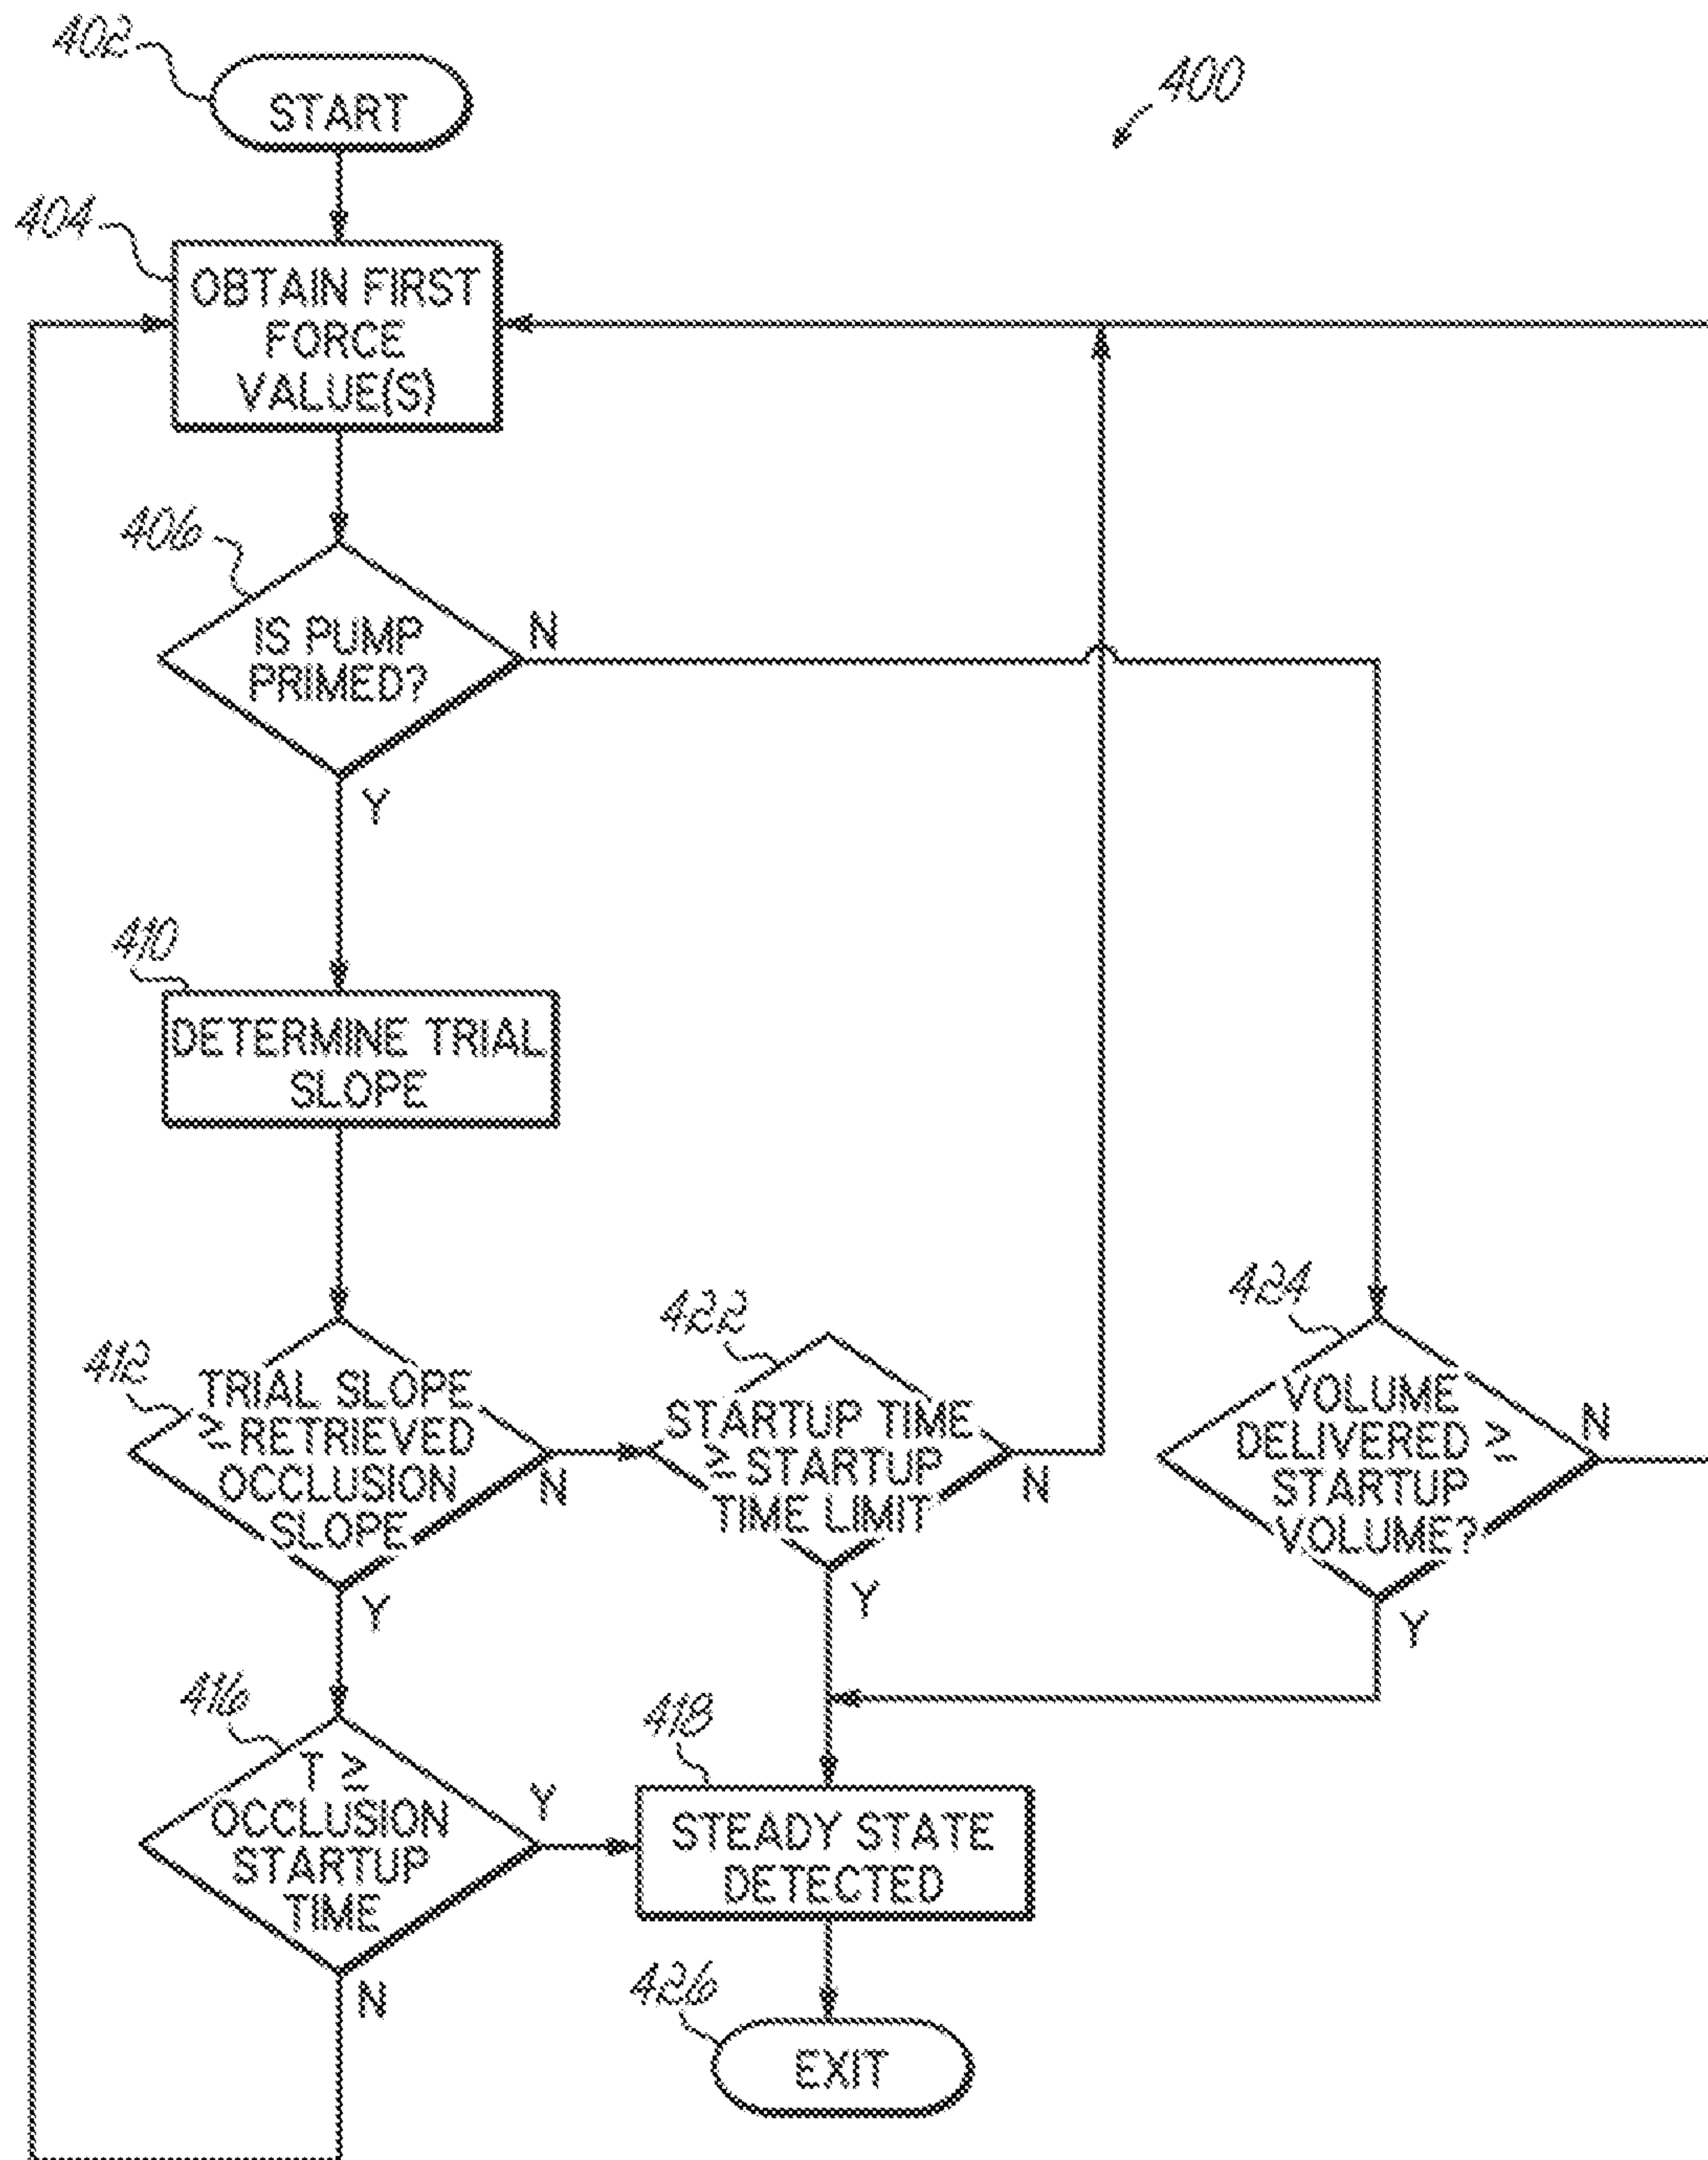 402
START
400
404
OBTAIN FIRST
FORCE
VALUE(S)
406
IS PUMP
PRIMED?
N
Y
410
DETERMINE TRIAL
SLOPE
412
TRIAL SLOPE
≥ RETRIEVED
OCCLUSION
SLOPE
N
Y
422
STARTUP TIME
≥ STARTUP
TIME LIMIT
N
Y
424
VOLUME
DELIVERED ≥
STARTUP
VOLUME?
N
Y
416
T ≥
OCCLUSION
STARTUP
TIME
Y
N
418
STEADY STATE
DETECTED
426
EXIT